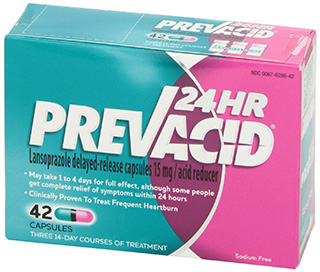 NDC 0067-6286-42
PREVACID® 24HR
Lansoprazole delayed-release capsules 15 mg / acid reducer
• May take 1 to 4 days for full effect, although some people
get complete relief of symptoms within 24 hours
• Clinically Proven To Treat Frequent Heartburn
42
CAPSULES
THREE 14-DAY COURSES OF TREATMENT
Sodium Free